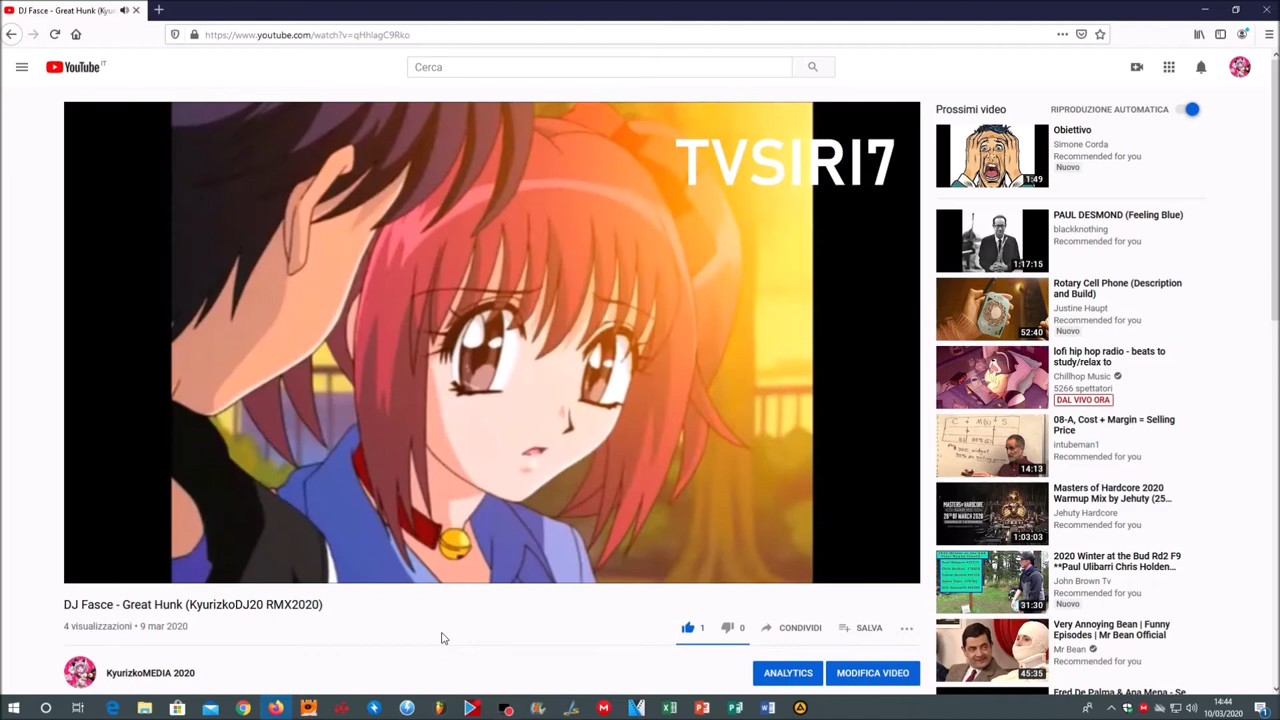 DJ Fasce - Great Hunk (Kyur
https://www.youtube.com/watch?v=qHhlagC9Rko
YouTube IT
Cerca
TVSIRI7
DJ Fasce - Great Hunk (KyurizkoDJ20 RMX2020)
4 visualizzazioni • 9 mar 2020
1
0
CONDIVIDI
SALVA
KyurizkoMEDIA 2020
ANALYTICS
MODIFICA VIDEO
Prossimi video
RIPRODUZIONE AUTOMATICA
Obiettivo
Simone Corda
Recommended for you
Nuovo
1:49
PAUL DESMOND (Feeling Blue)
blackknothing
Recommended for you
1:17:15
Rotary Cell Phone (Description
and Build)
Justine Haupt
Recommended for you
Nuovo
52:40
lofi hip hop radio - beats to
study/relax to
Chillhop Music
5266 spettatori
DAL VIVO ORA
08-A, Cost + Margin = Selling
Price
intubeman1
Recommended for you
14:13
Masters of Hardcore 2020
Warmup Mix by Jehuty (25...
Jehuty Hardcore
Recommended for you
1:03:03
2020 Winter at the Bud Rd2 F9
**Paul Ulibarri Chris Holden...
John Brown Tv
Recommended for you
Nuovo
31:30
Very Annoying Bean | Funny
Episodes | Mr Bean Official
Mr Bean
Recommended for you
45:35
Fred De Palma & Ana Mena - Se
14:44
10/03/2020